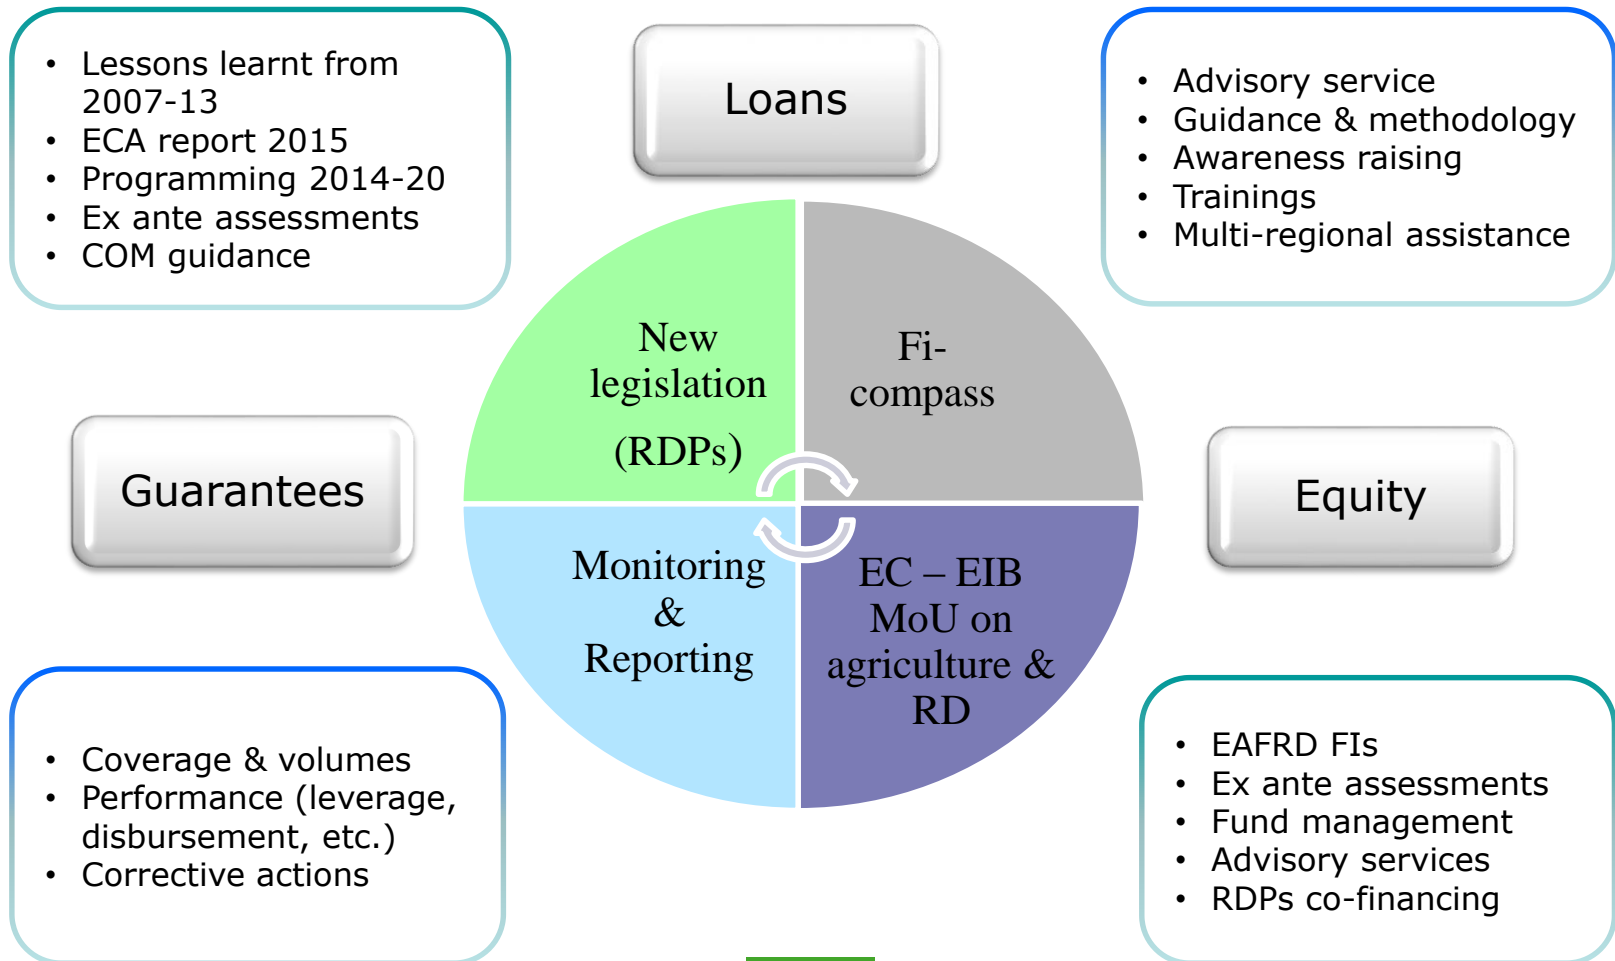 • Lessons learnt from
2007-13
• ECA report 2015
• Programming 2014-20
• Ex ante assessments
• COM guidance
Loans
• Advisory service
• Guidance & methodology
• Awareness raising
• Trainings
• Multi-regional assistance
New
legislation
(RDPs)
Fi-
compass
Guarantees
Equity
Monitoring
&
Reporting
EC – EIB
MoU on
agriculture &
RD
• Coverage & volumes
• Performance (leverage,
disbursement, etc.)
• Corrective actions
• EAFRD FIs
• Ex ante assessments
• Fund management
• Advisory services
• RDPs co-financing